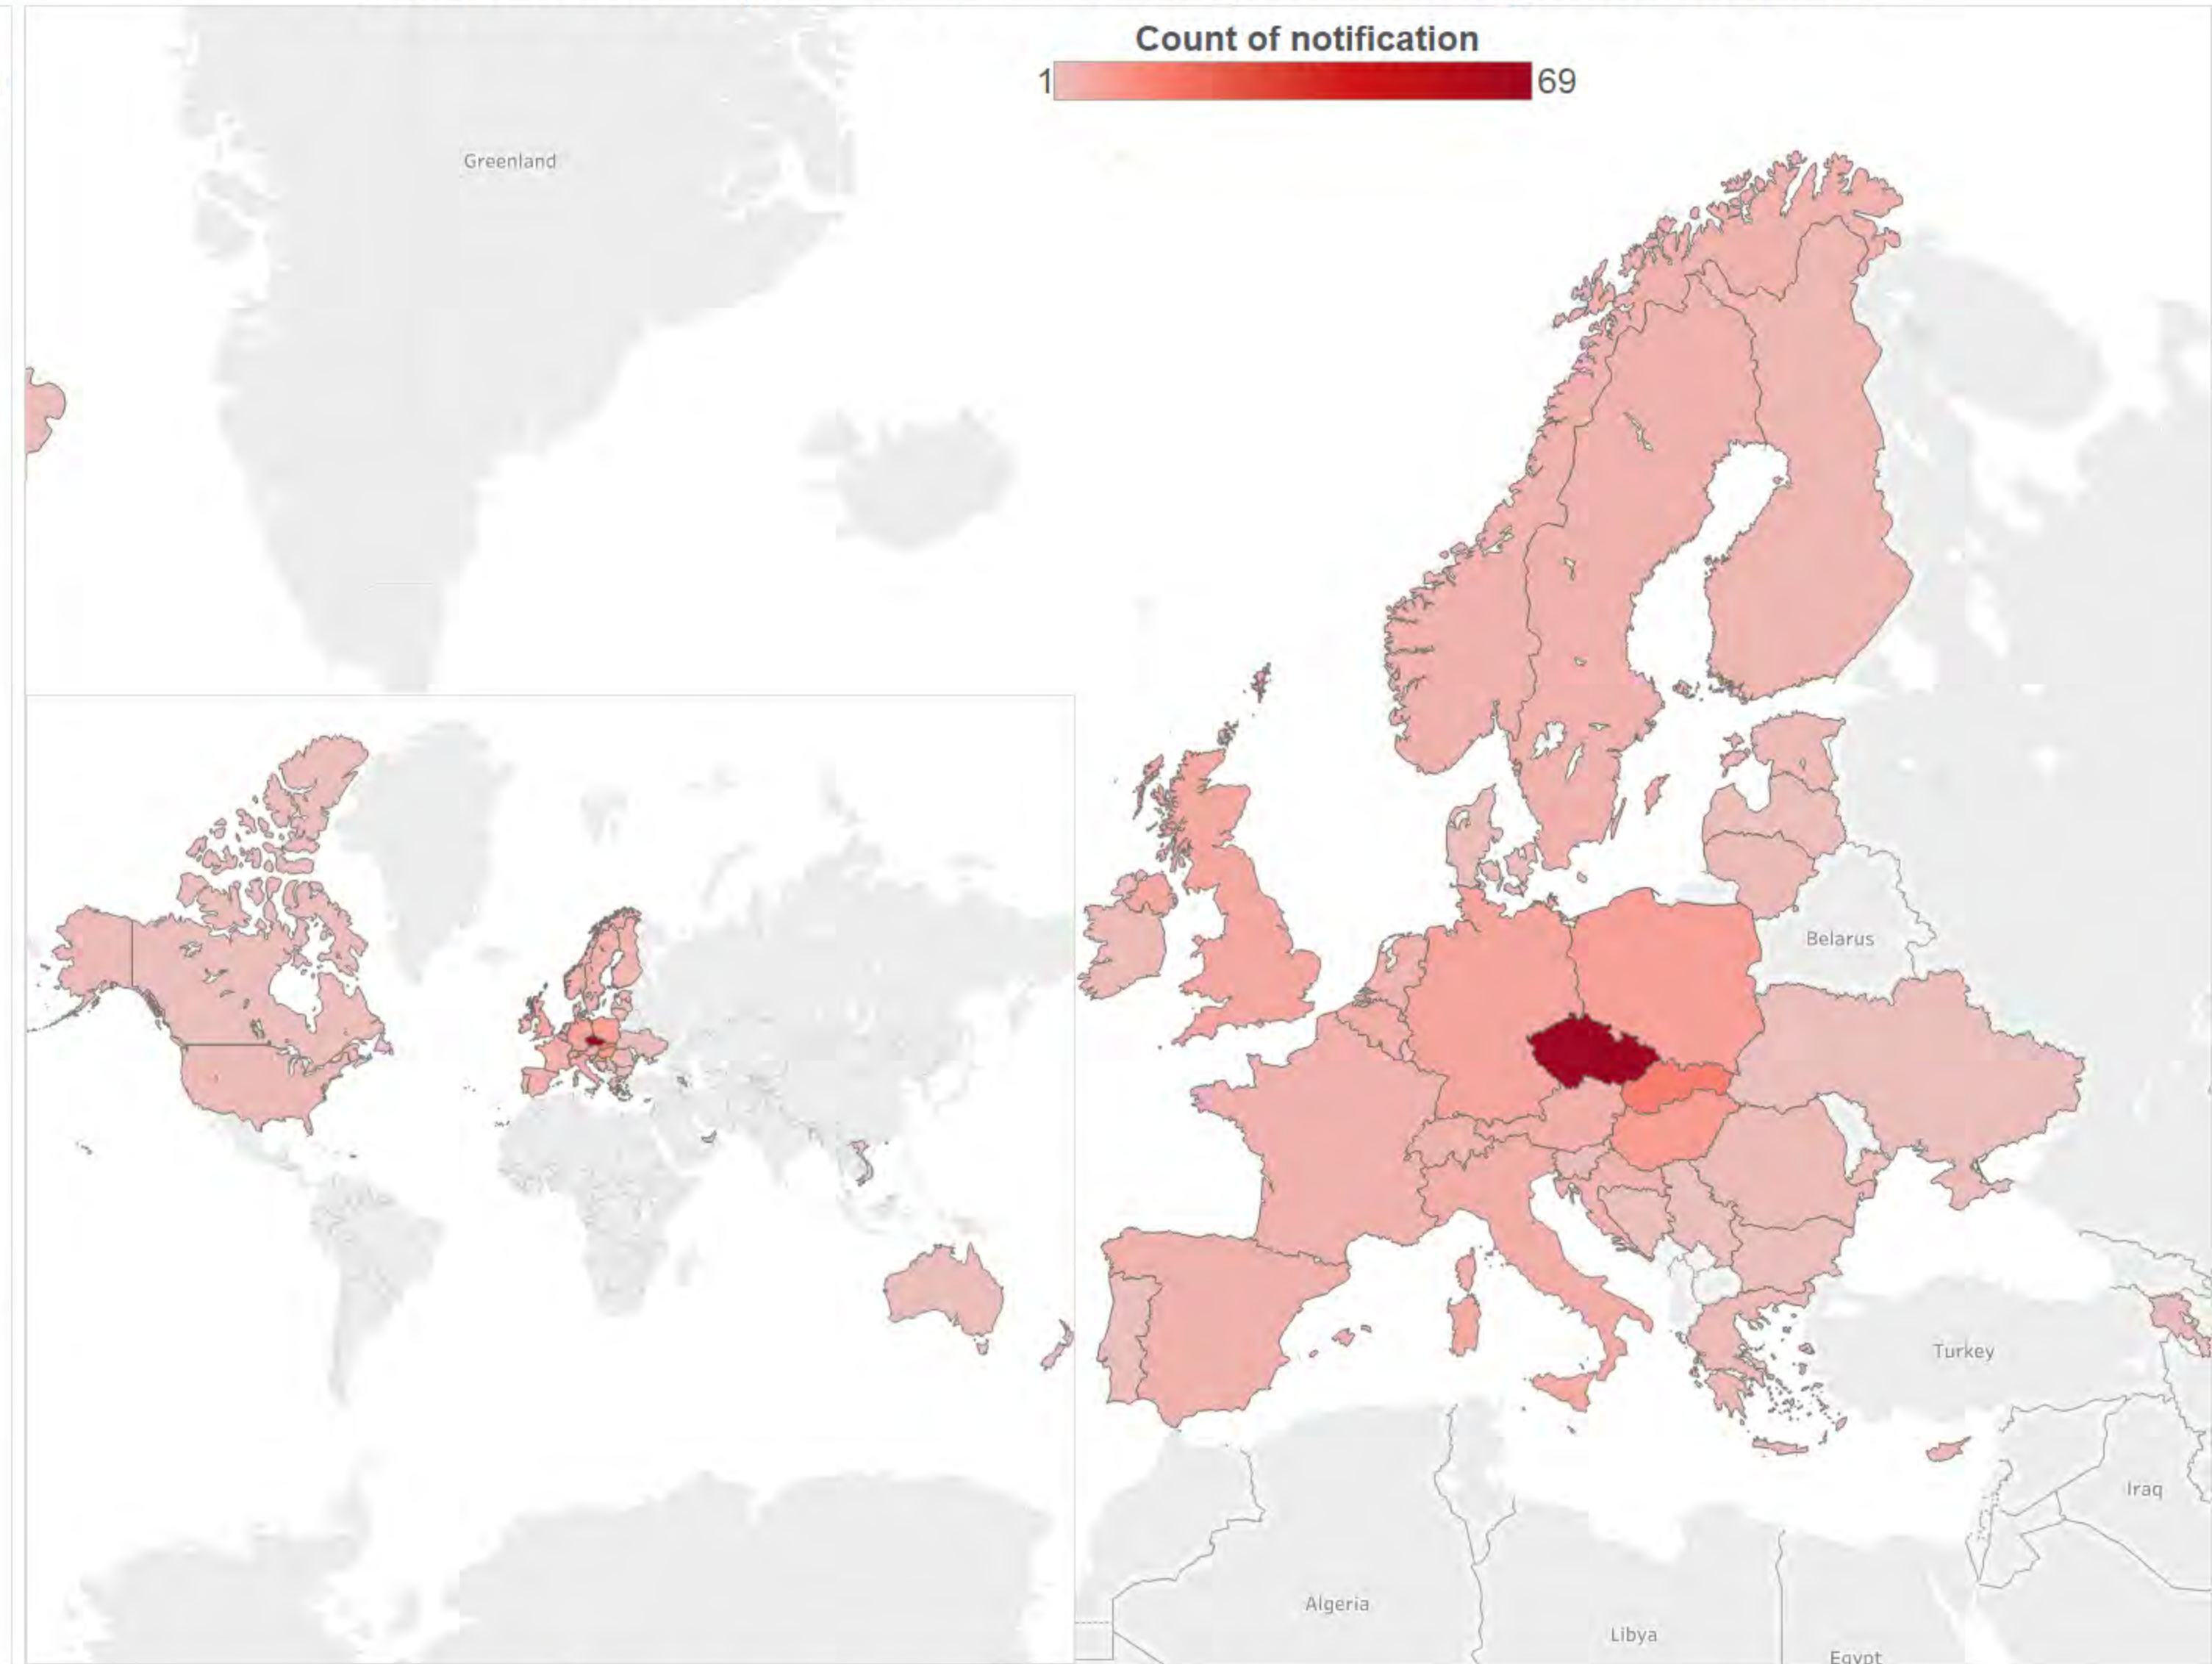 Count of notification
1 69
Greenland
Belarus
Turkey
Iraq
Algeria
Libya
Egypt